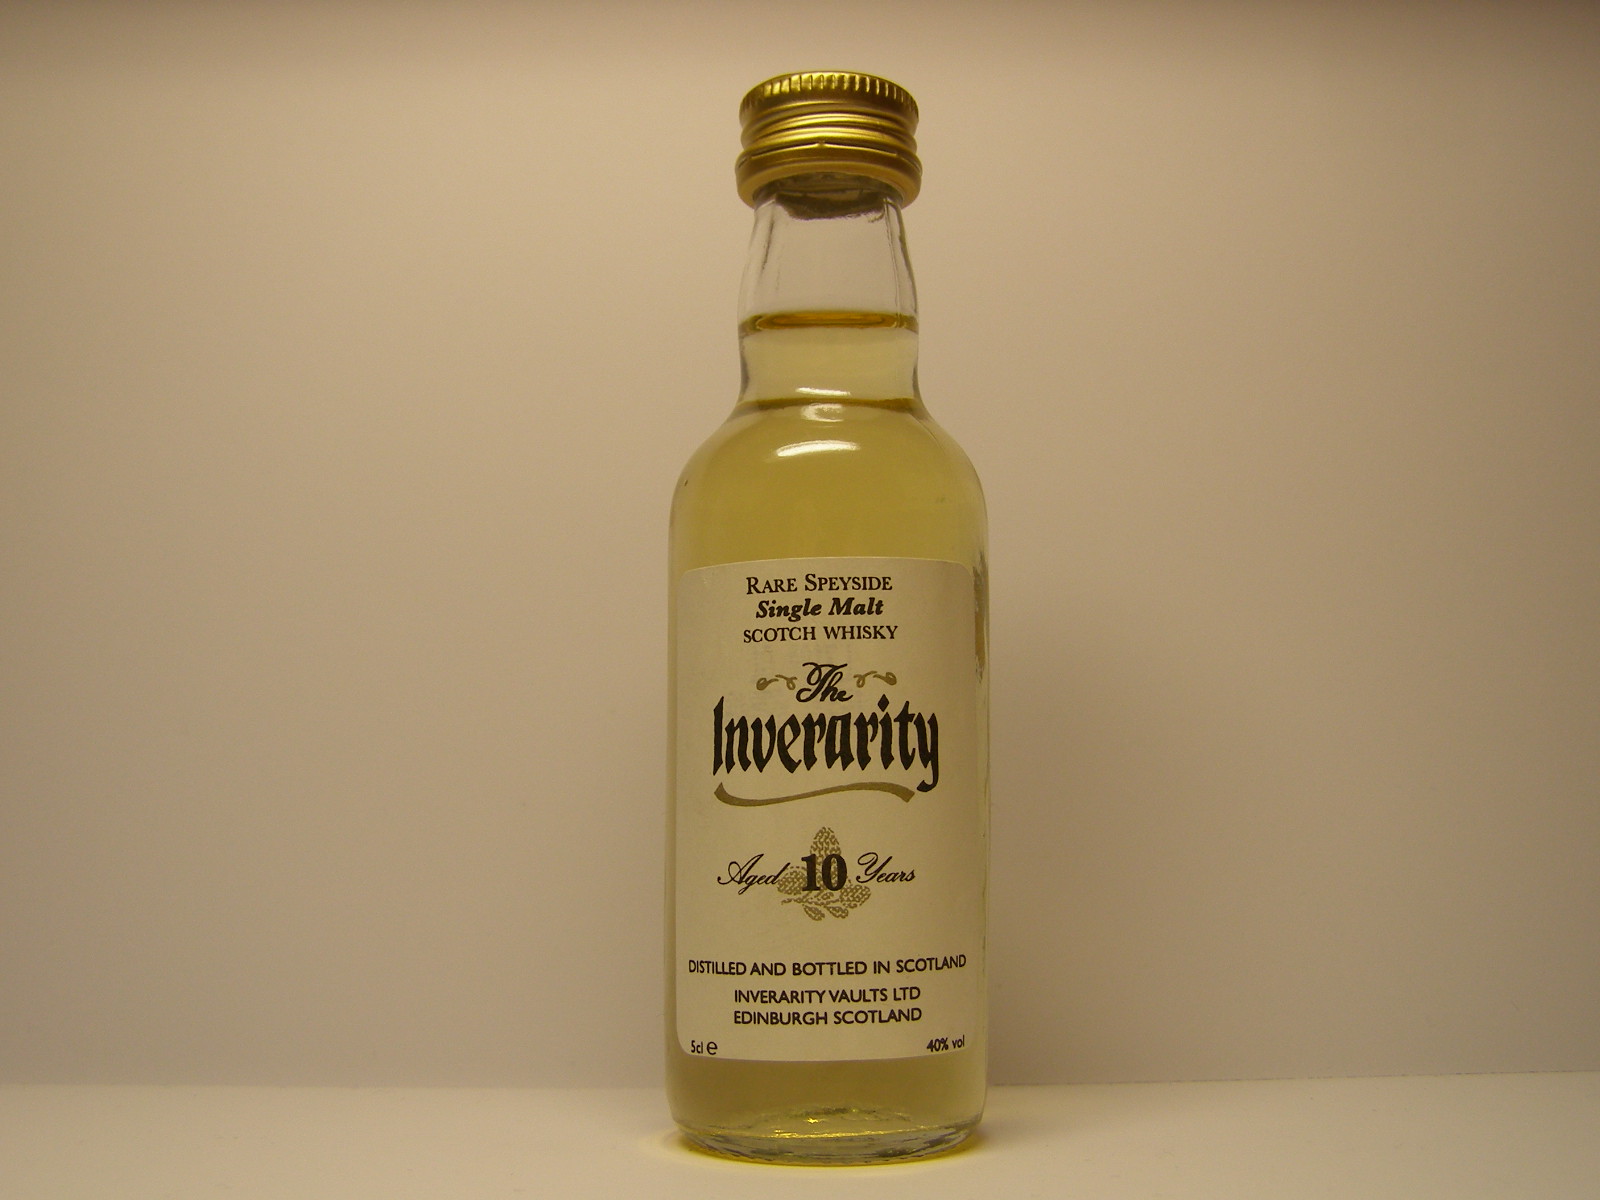 RARE SPEYSIDE
Single Malt
SCOTCH WHISKY
The
Inverarity
Aged 10 Years
DISTILLED AND BOTTLED IN SCOTLAND
INVERARITY VAULTS LTD
EDINBURGH SCOTLAND
5cl e 40% vol